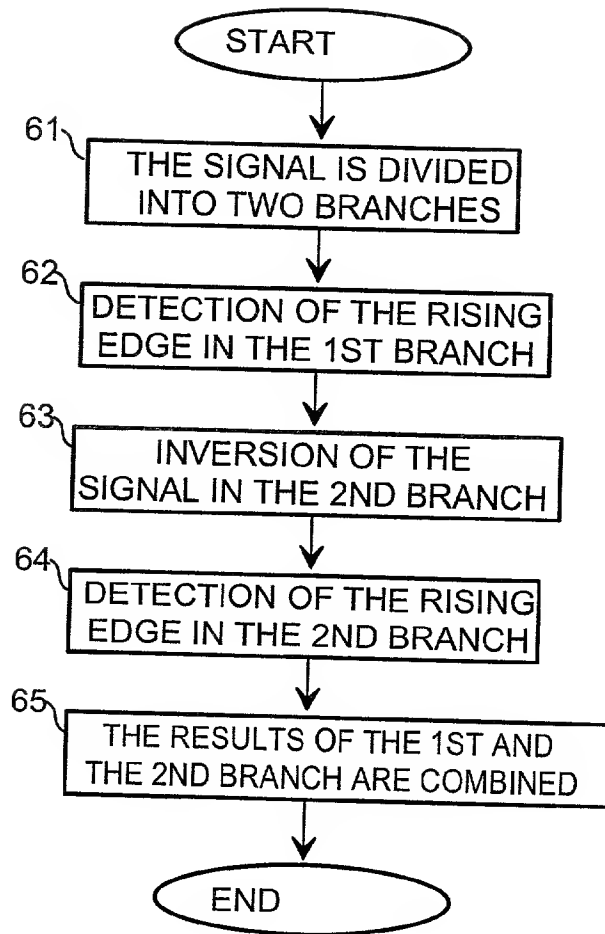 START
61
THE SIGNAL IS DIVIDED
INTO TWO BRANCHES
62
DETECTION OF THE RISING
EDGE IN THE 1ST BRANCH
63
INVERSION OF THE
SIGNAL IN THE 2ND BRANCH
64
DETECTION OF THE RISING
EDGE IN THE 2ND BRANCH
65
THE RESULTS OF THE 1ST AND
THE 2ND BRANCH ARE COMBINED
END